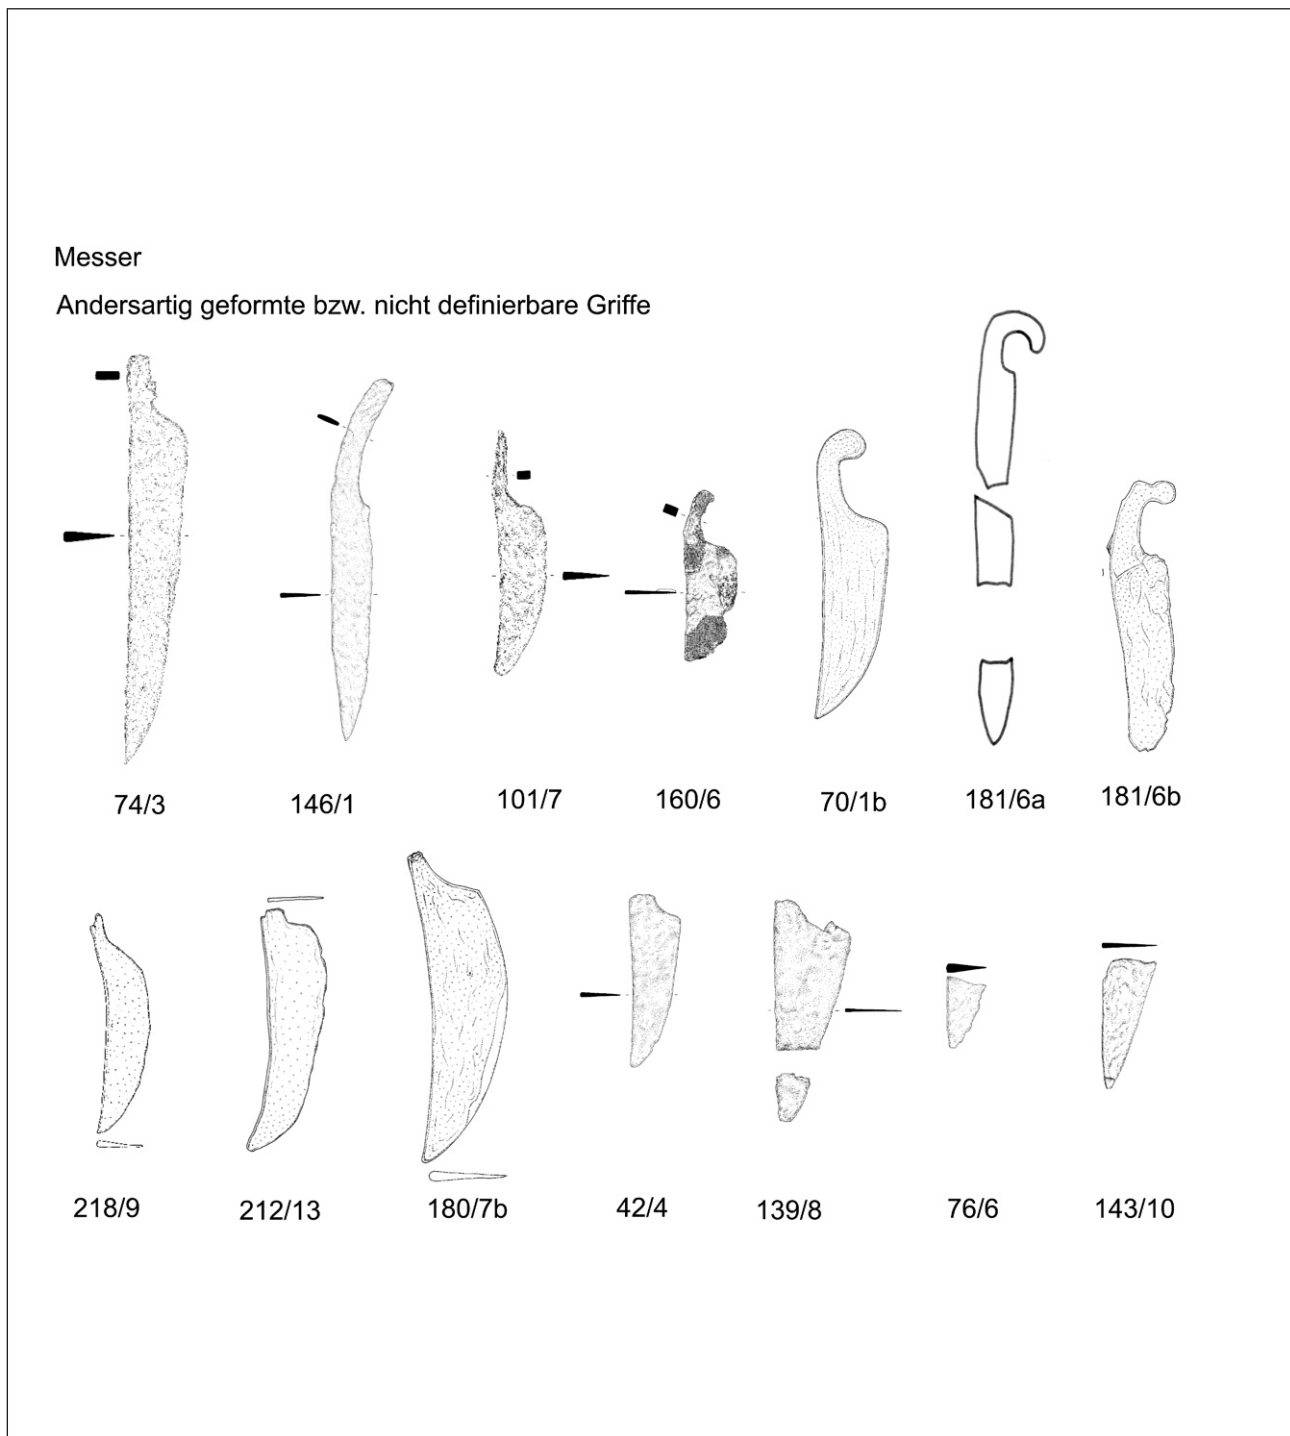 Messer
Andersartig geformte bzw. nicht definierbare Griffe
74/3 146/1 101/7 160/6 70/1b 181/6a 181/6b
218/9 212/13 180/7b 42/4 139/8 76/6 143/10